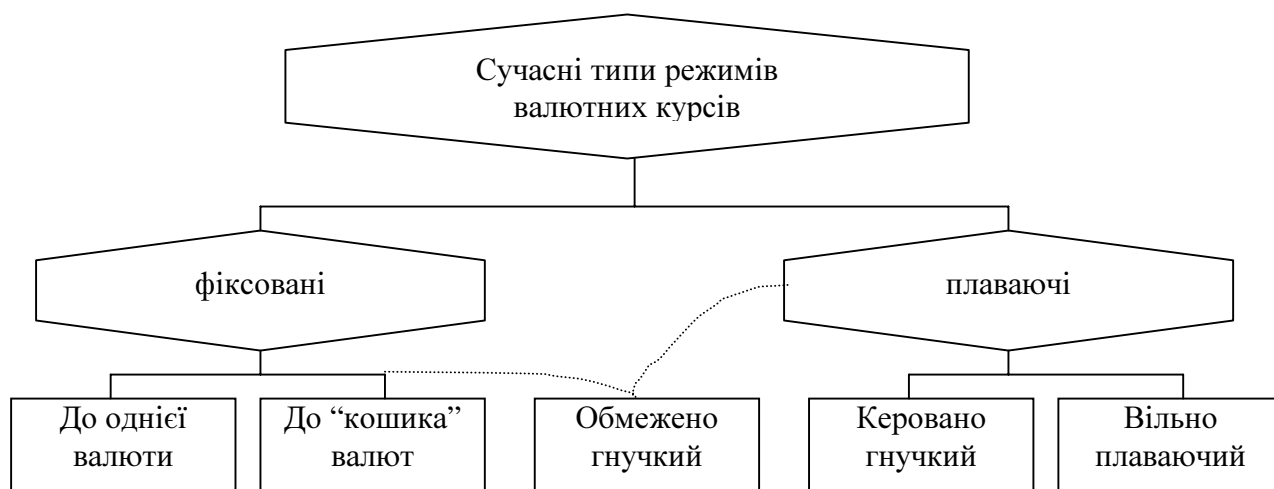 Сучасні типи режимів
валютних курсів
фіксовані
плаваючі
До однієї
валюти
До “кошика”
валют
Обмежено
гнучкий
Керовано
гнучкий
Вільно
плаваючий